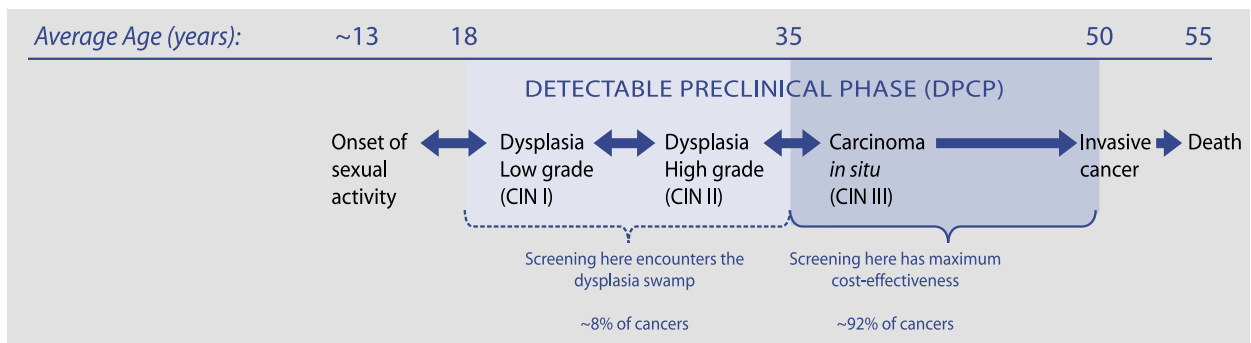 Average Age (years): ~13 18 35 50 55
DETECTABLE PRECLINICAL PHASE (DPCP)
Onset of
sexual
activity
Dysplasia
Low grade
(CIN I)
Dysplasia
High grade
(CIN II)
Carcinoma
in situ
(CIN III)
Invasive
cancer
Death
Screening here encounters the
dysplasia swamp
~8% of cancers
Screening here has maximum
cost-effectiveness
~92% of cancers